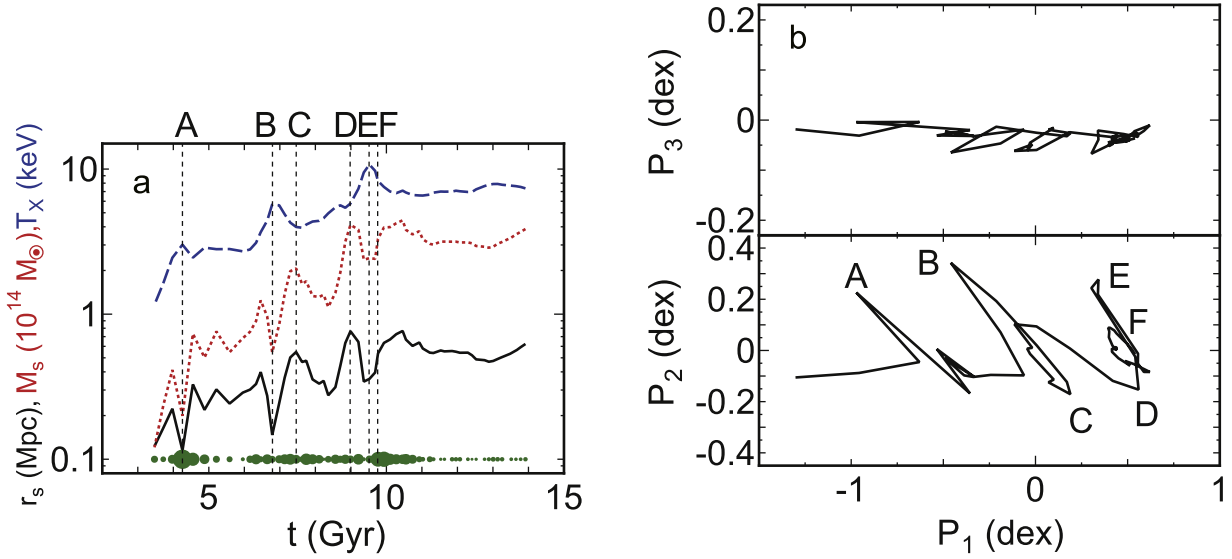 A B C D E F
a
10
1
0.1
5 10 15
t (Gyr)
r_s (Mpc), M_s (10^14 M_☉), T_X (keV)
b
0.2
0
-0.2
P_3 (dex)
0.4
0.2
0
-0.2
-0.4
P_2 (dex)
A
B
E
F
C
D
-1 0 1
P_1 (dex)